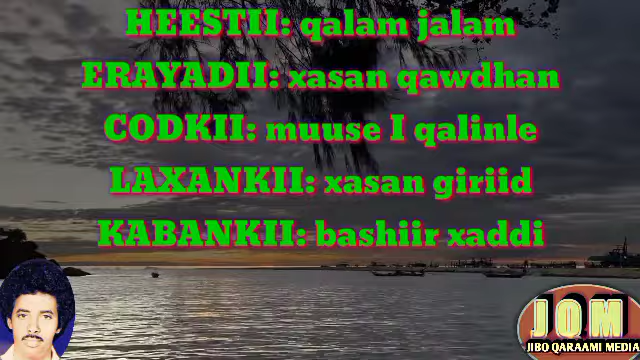 HEESTII: qalam jalam
ERAYADII: xasan qawdhan
CODKII: muuse I qalinle
LAXANKII: xasan giriid
KABANKII: bashiir xaddi
JQM
JIBO QARAAMI MEDIA